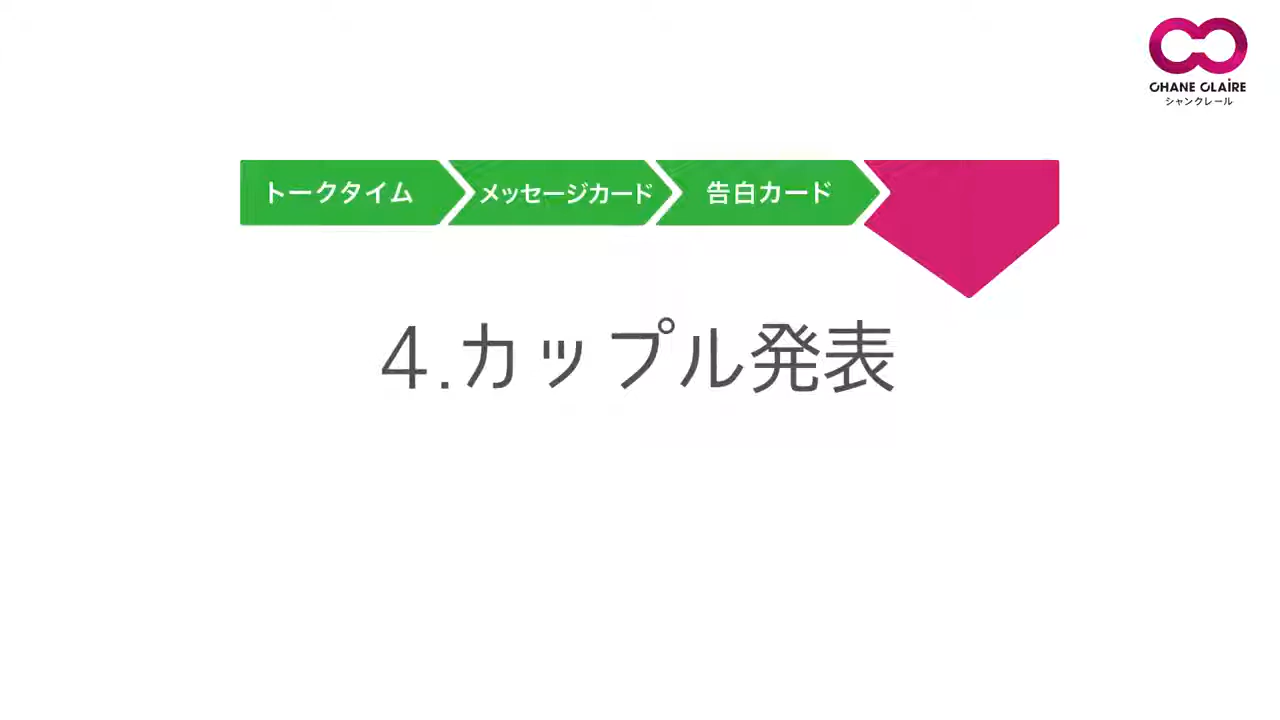 CHANE CLAiRE
シャンクレール
トークタイム
メッセージカード
告白カード
4.カップル発表